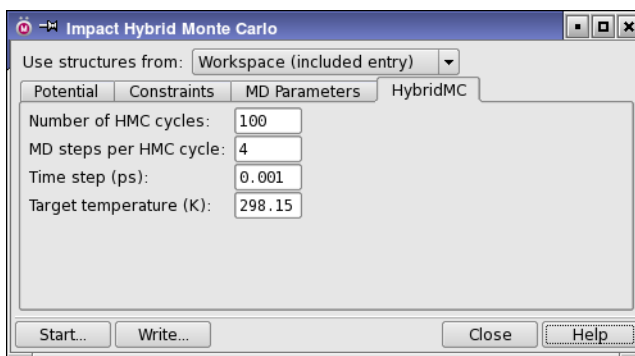 Impact Hybrid Monte Carlo
Use structures from: Workspace (included entry)
Potential Constraints MD Parameters HybridMC
Number of HMC cycles: 100
MD steps per HMC cycle: 4
Time step (ps): 0.001
Target temperature (K): 298.15
Start... Write... Close Help